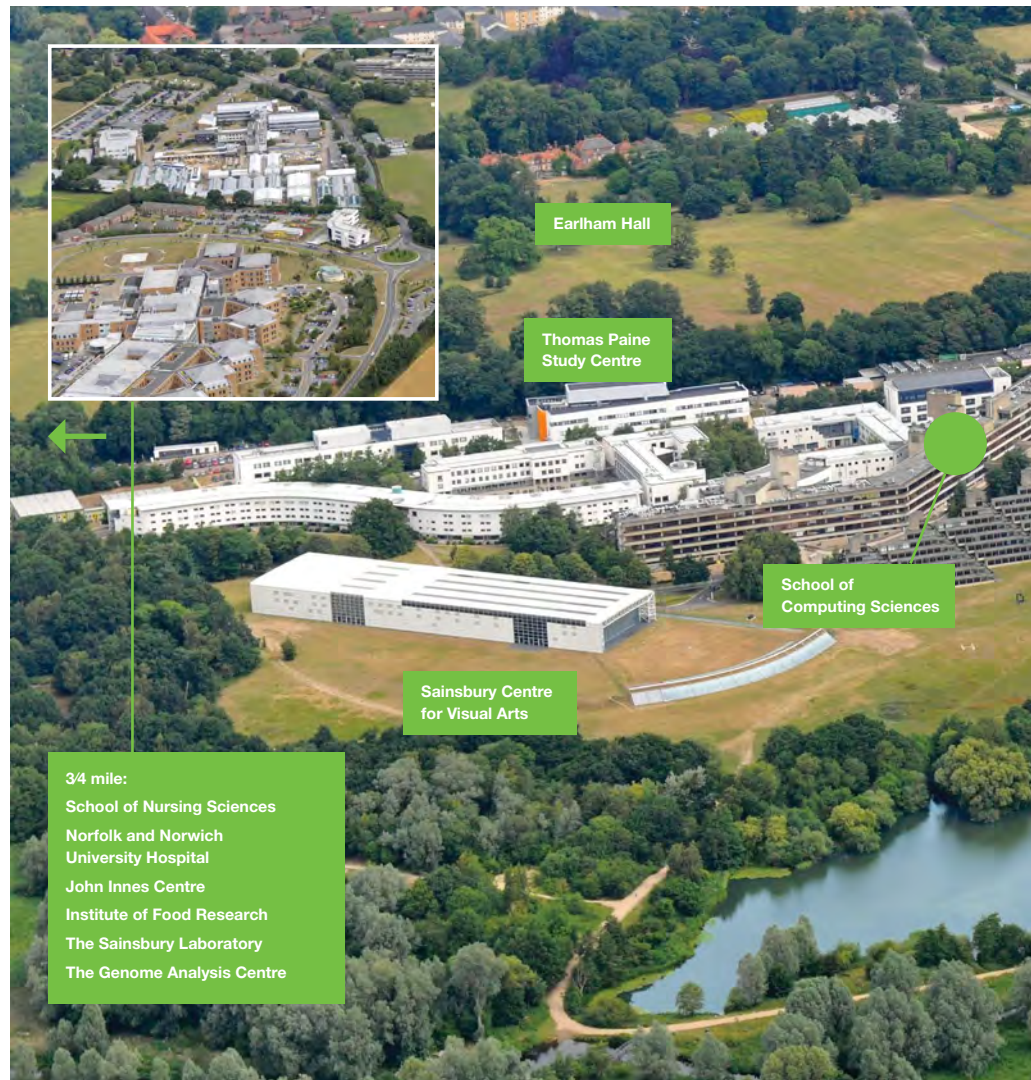 Earlham Hall
Thomas Paine
Study Centre
School of
Computing Sciences
Sainsbury Centre
for Visual Arts
3⁄4 mile:
School of Nursing Sciences
Norfolk and Norwich
University Hospital
John Innes Centre
Institute of Food Research
The Sainsbury Laboratory
The Genome Analysis Centre